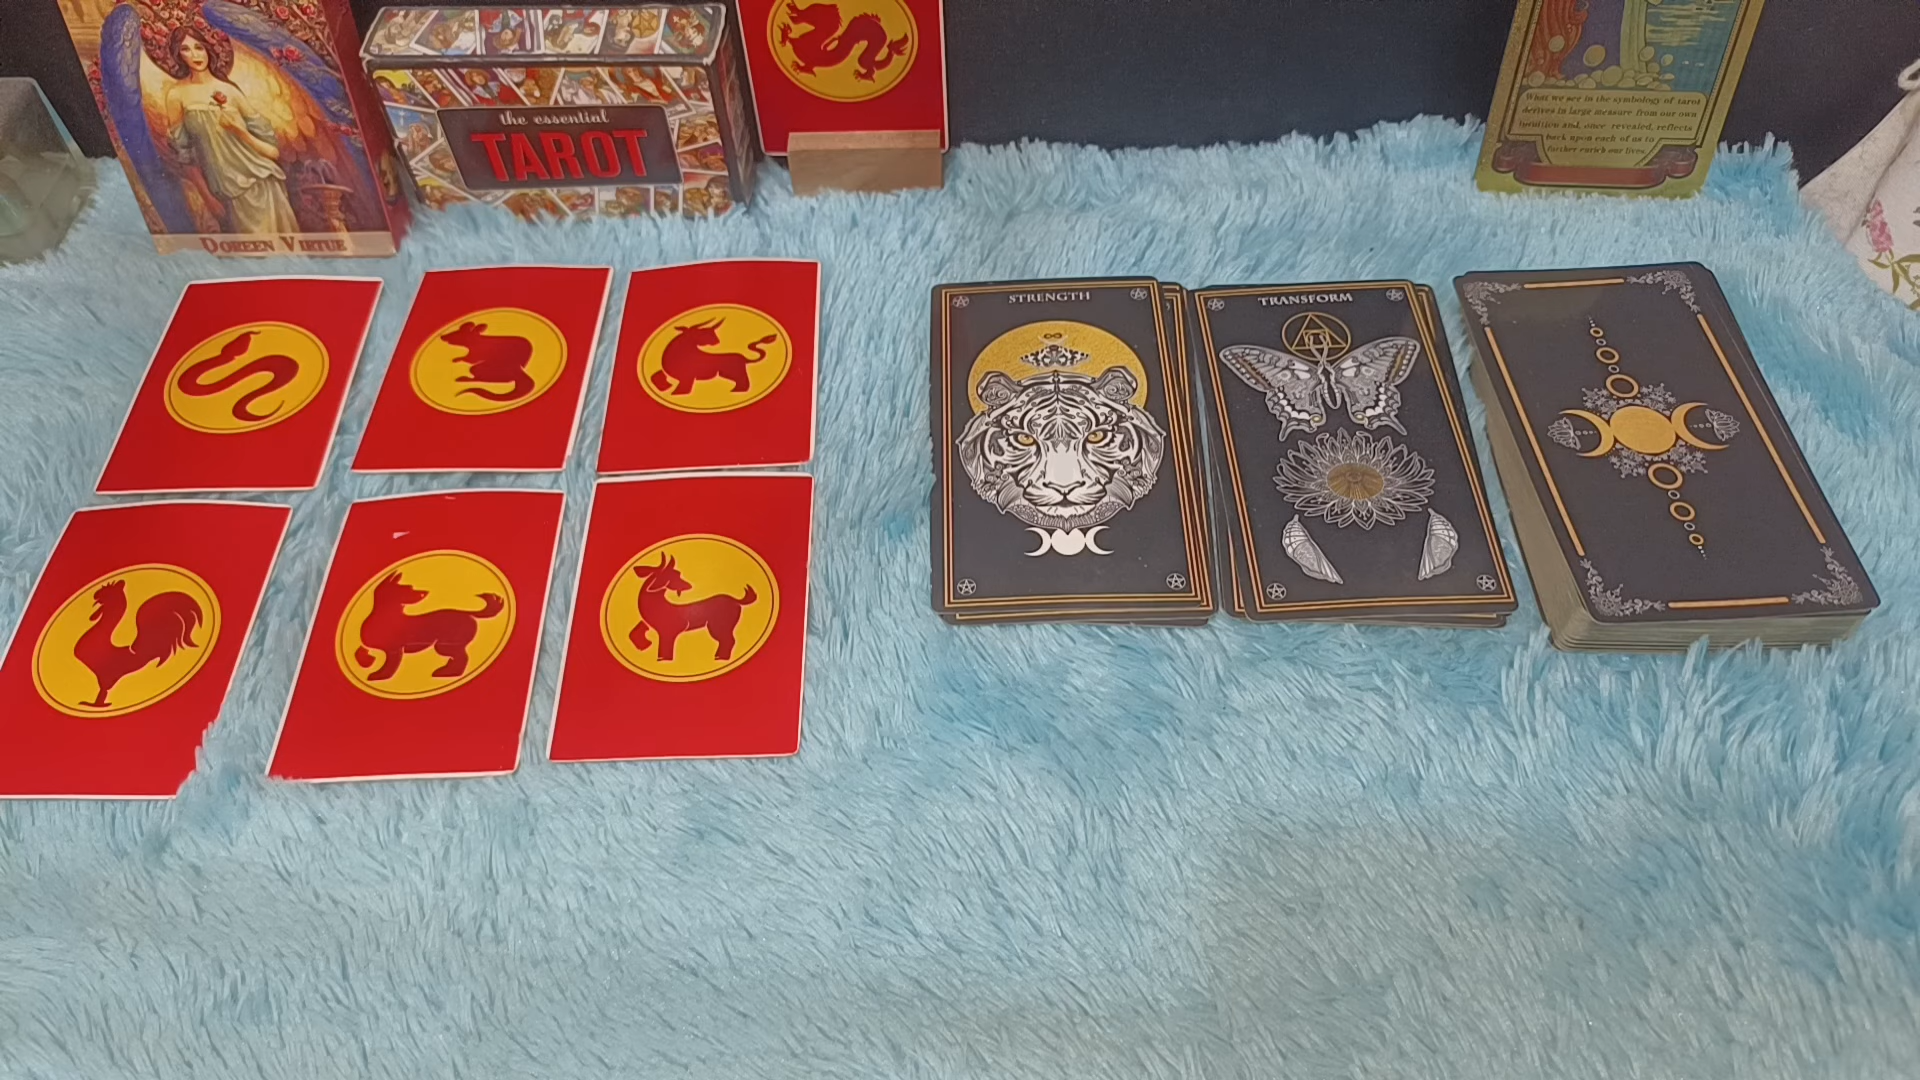 DOREEN VIRTUE
the essential
TAROT
What we see in the symbology of tarot
derives in large measure from our own
intuition and, once revealed, reflects
back upon each of us to
further enrich our lives.
STRENGTH
TRANSFORM